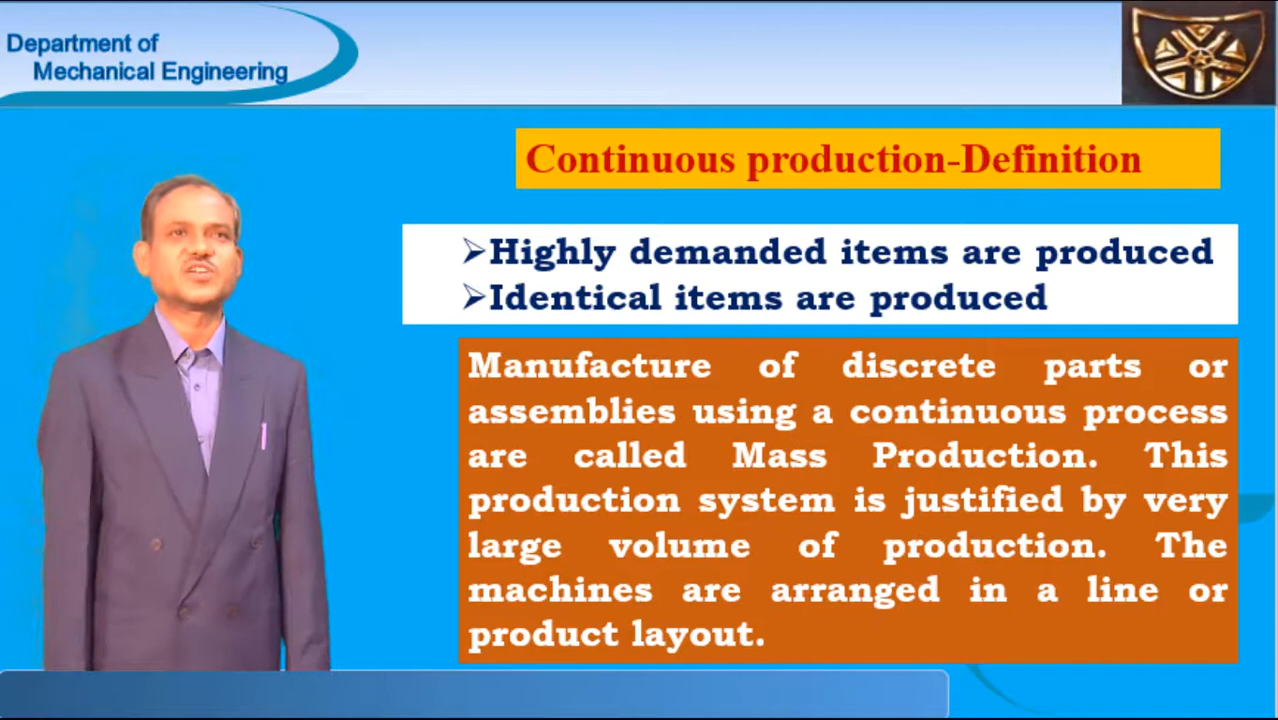 Department of
Mechanical Engineering
Continuous production-Definition
➢Highly demanded items are produced
➢Identical items are produced
Manufacture of discrete parts or
assemblies using a continuous process
are called Mass Production. This
production system is justified by very
large volume of production. The
machines are arranged in a line or
product layout.